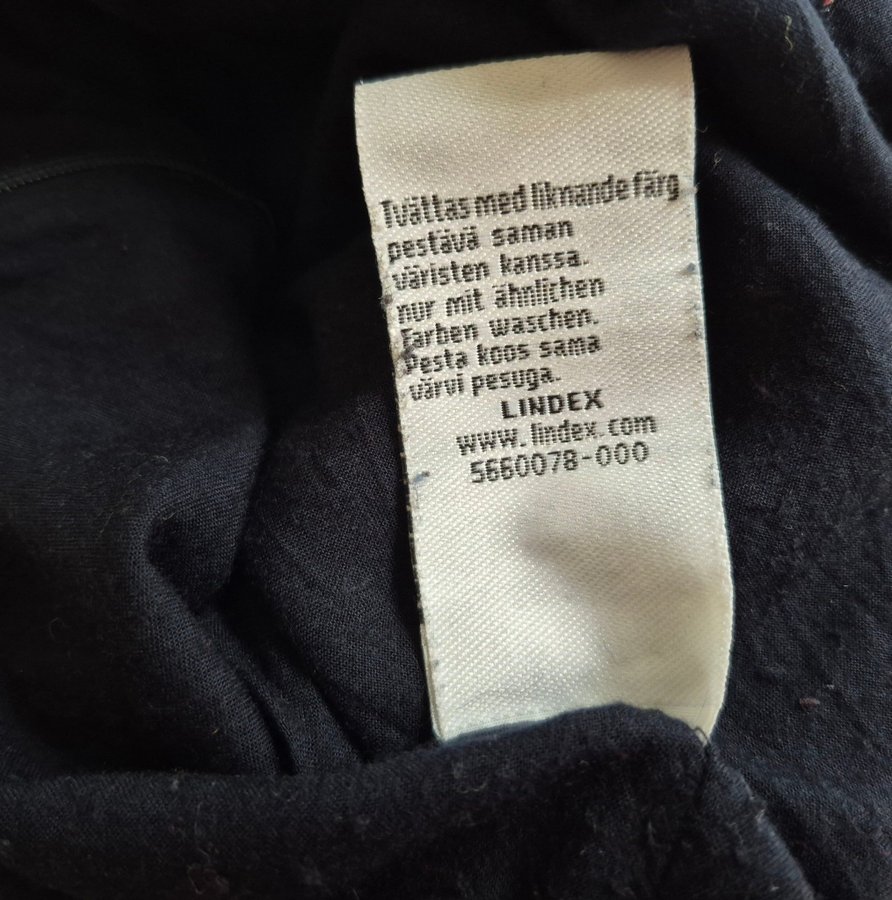 Tvättas med liknande färg
pestävä saman
väristen kanssa.
nur mit ähnlichen
Farben waschen.
Pesta koos sama
värvi pesuga.
LINDEX
www.lindex.com
5660078-000